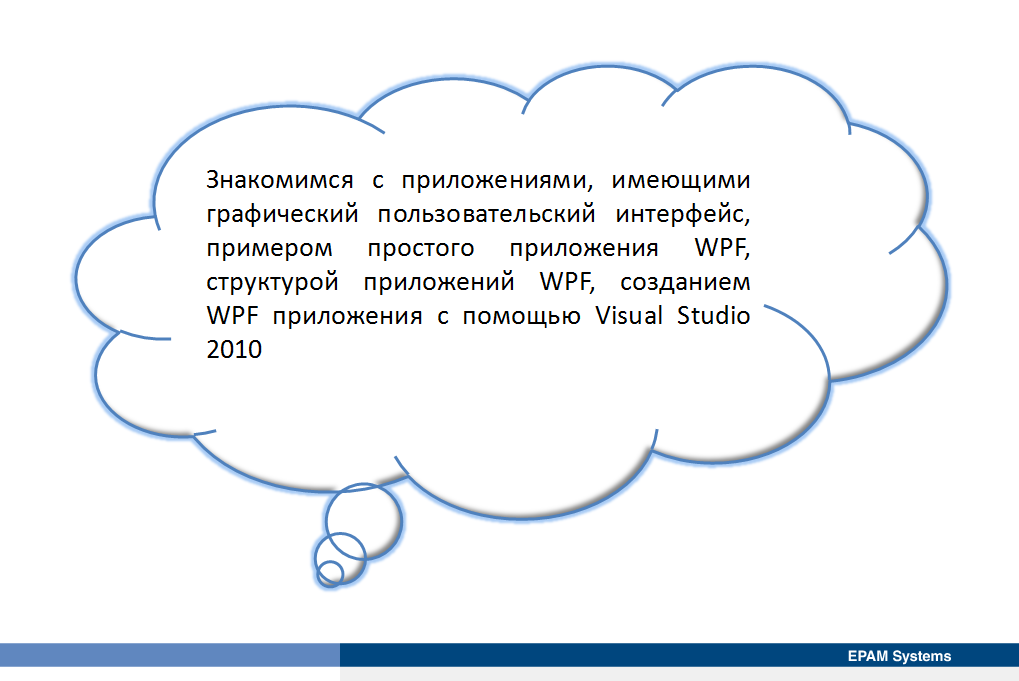 Знакомимся с приложениями, имеющими
графический пользовательский интерфейс,
примером простого приложения WPF,
структурой приложений WPF, созданием
WPF приложения с помощью Visual Studio
2010
EPAM Systems